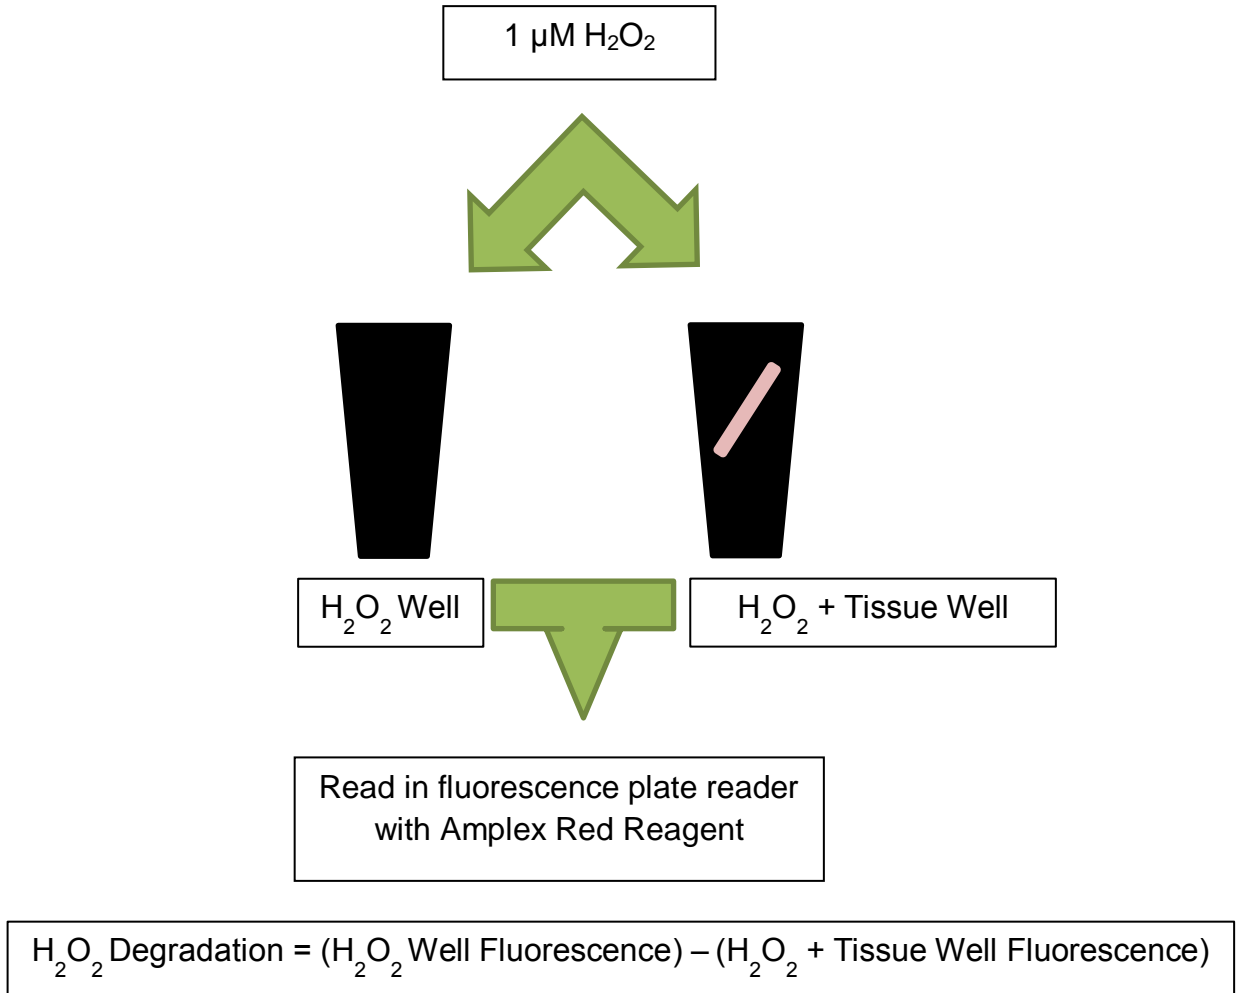 1 µM H₂O₂
H₂O₂ Well
H₂O₂ + Tissue Well
Read in fluorescence plate reader
with Amplex Red Reagent
H₂O₂ Degradation = (H₂O₂ Well Fluorescence) – (H₂O₂ + Tissue Well Fluorescence)